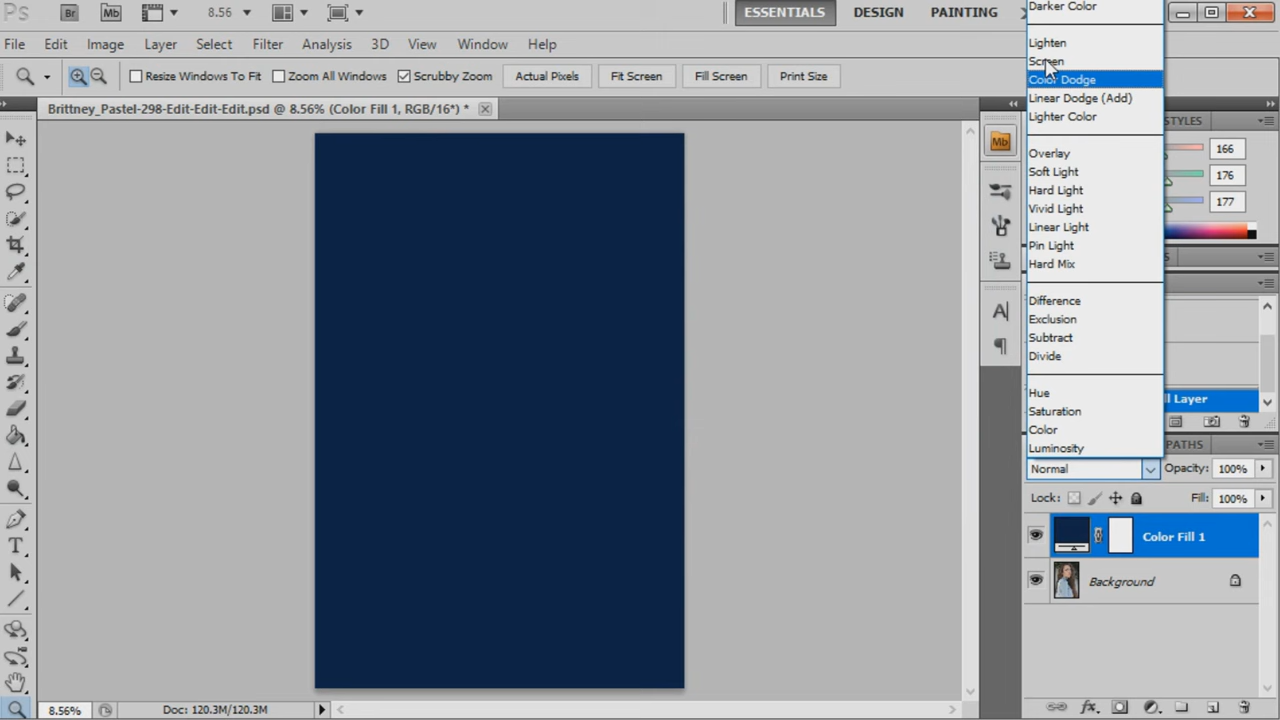 Ps Br Mb 8.56 ESSENTIALS DESIGN PAINTING
File Edit Image Layer Select Filter Analysis 3D View Window Help
Resize Windows To Fit Zoom All Windows Scrubby Zoom Actual Pixels Fit Screen Fill Screen Print Size
Brittney_Pastel-298-Edit-Edit-Edit.psd @ 8.56% (Color Fill 1, RGB/16*) *
Darker Color
Lighten
Screen
Color Dodge
Linear Dodge (Add)
Lighter Color
Overlay
Soft Light
Hard Light
Vivid Light
Linear Light
Pin Light
Hard Mix
Difference
Exclusion
Subtract
Divide
Hue
Saturation
Color
Luminosity
Mb
STYLES
166
176
177
ll Layer
PATHS
Normal Opacity: 100%
Lock: Fill: 100%
Color Fill 1
Background
8.56% Doc: 120.3M/120.3M